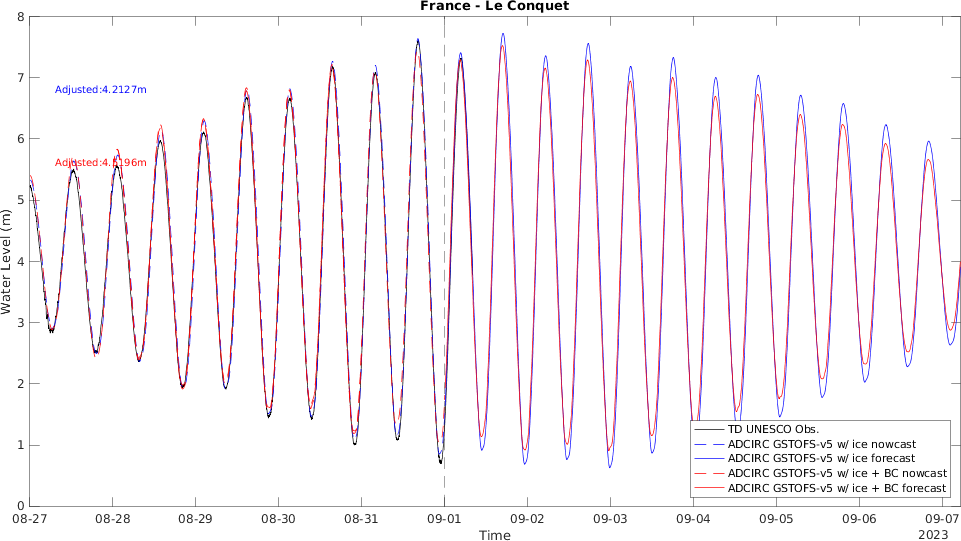 France - Le Conquet
8
7
6
5
4
3
2
1
0
Water Level (m)
Adjusted:4.2127m
Adjusted:4.5196m
TD UNESCO Obs.
ADCIRC GSTOFS-v5 w/ ice nowcast
ADCIRC GSTOFS-v5 w/ ice forecast
ADCIRC GSTOFS-v5 w/ ice + BC nowcast
ADCIRC GSTOFS-v5 w/ ice + BC forecast
08-27 08-28 08-29 08-30 08-31 09-01 09-02 09-03 09-04 09-05 09-06 09-07
2023
Time